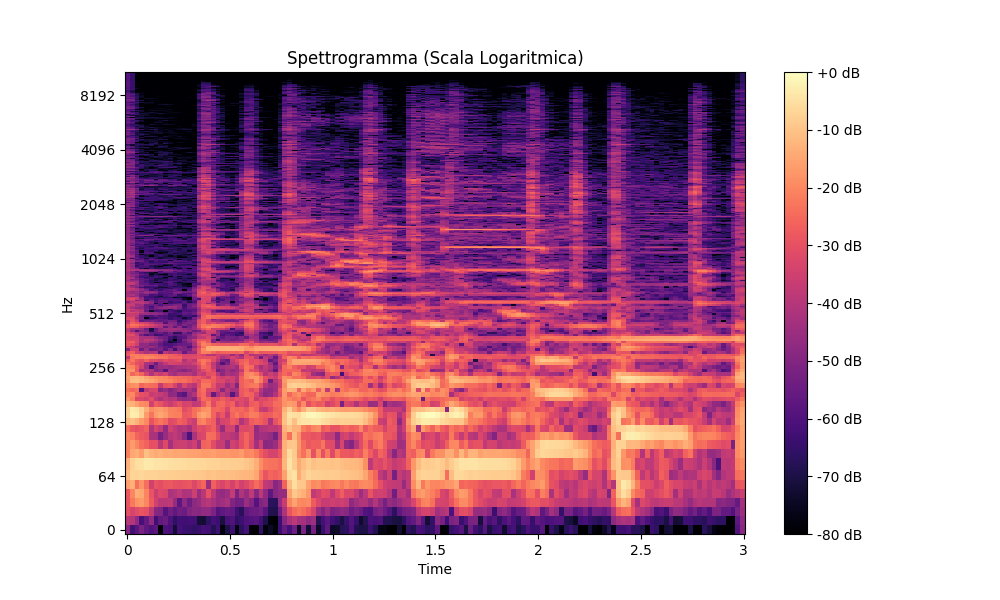 Spettrogramma (Scala Logaritmica)
Hz
8192
4096
2048
1024
512
256
128
64
0
0
0.5
1
1.5
2
2.5
3
Time
+0 dB
-10 dB
-20 dB
-30 dB
-40 dB
-50 dB
-60 dB
-70 dB
-80 dB